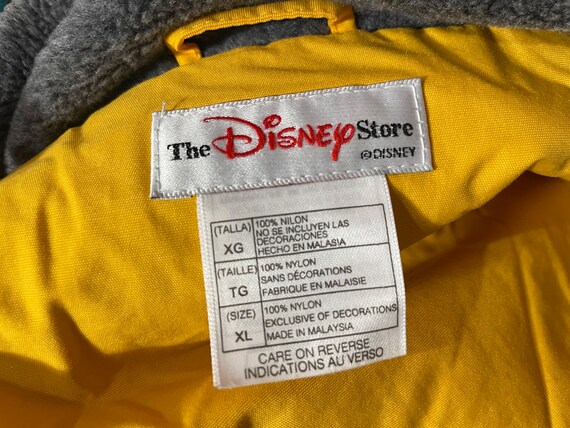 The Disney Store
©DISNEY
(TALLA)
XG
100% NILON
NO SE INCLUYEN LAS
DECORACIONES
HECHO EN MALASIA
(TAILLE)
TG
100% NYLON
SANS DÉCORATIONS
FABRIQUE EN MALAISIE
(SIZE)
XL
100% NYLON
EXCLUSIVE OF DECORATIONS
MADE IN MALAYSIA
CARE ON REVERSE
INDICATIONS AU VERSO